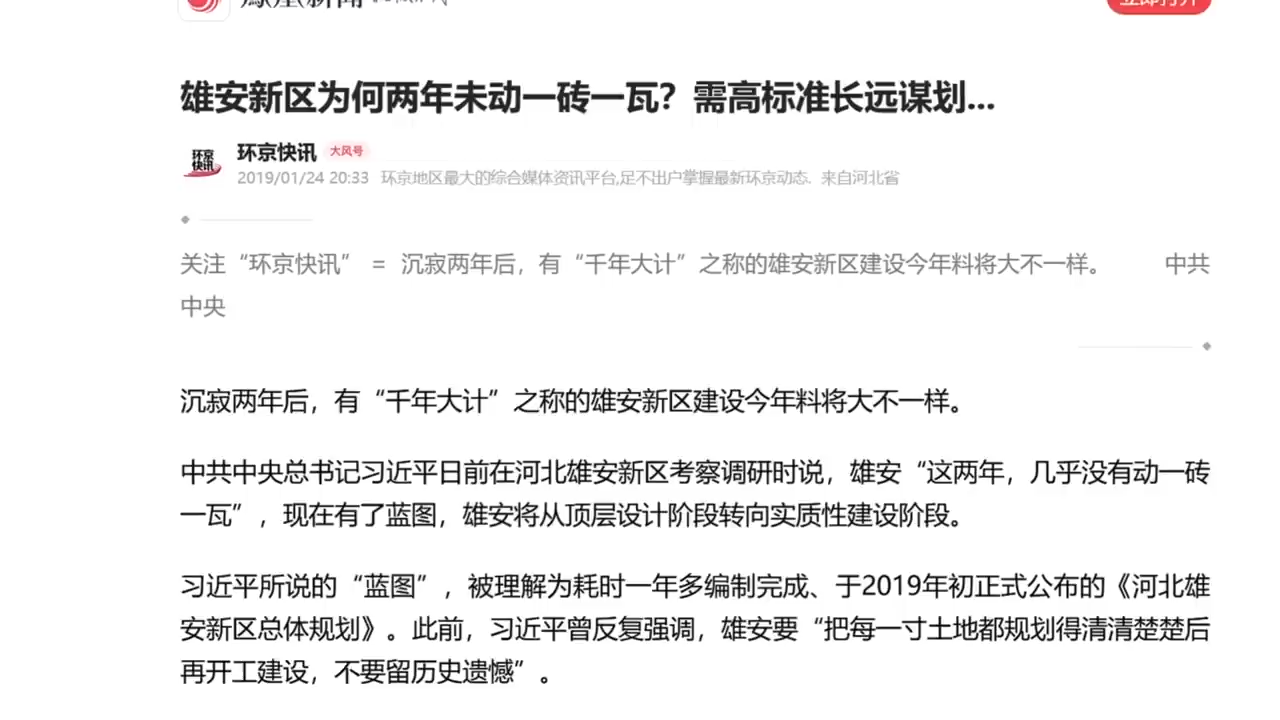 凰新闻
立即打开
雄安新区为何两年未动一砖一瓦？需高标准长远谋划...
环京快讯
环京快讯 大风号
2019/01/24 20:33 环京地区最大的综合媒体资讯平台,足不出户掌握最新环京动态. 来自河北省
关注“环京快讯” = 沉寂两年后，有“千年大计”之称的雄安新区建设今年料将大不一样。 中共
中央
沉寂两年后，有“千年大计”之称的雄安新区建设今年料将大不一样。
中共中央总书记习近平日前在河北雄安新区考察调研时说，雄安“这两年，几乎没有动一砖
一瓦”，现在有了蓝图，雄安将从顶层设计阶段转向实质性建设阶段。
习近平所说的“蓝图”，被理解为耗时一年多编制完成、于2019年初正式公布的《河北雄
安新区总体规划》。此前，习近平曾反复强调，雄安要“把每一寸土地都规划得清清楚楚后
再开工建设，不要留历史遗憾”。